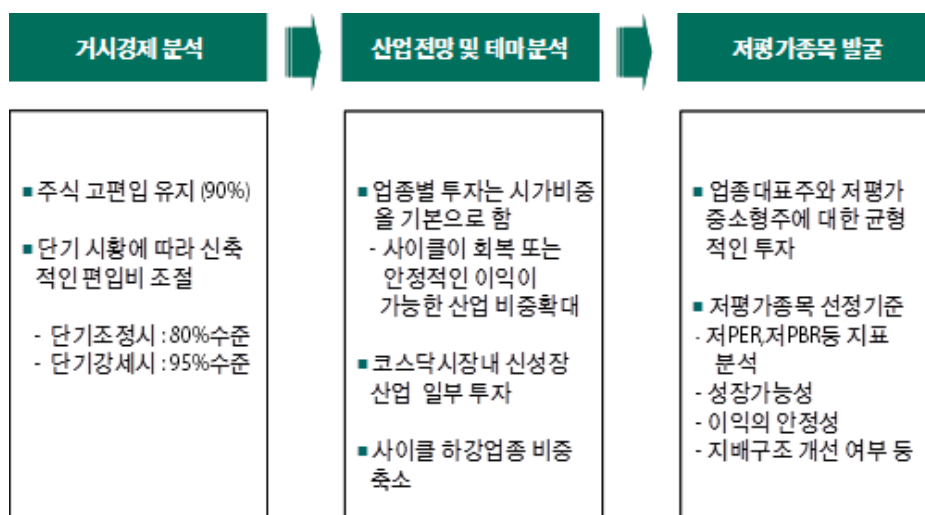 거시경제 분석
산업전망 및 테마분석
저평가종목 발굴
■ 주식 고편입 유지 (90%)
■ 단기 시황에 따라 신축
적인 편입비 조절
- 단기조정시 : 80%수준
- 단기강세시 : 95%수준
■ 업종별 투자는 시가비중
을 기본으로 함
- 사이클이 회복 또는
안정적인 이익이
가능한 산업 비중확대
■ 코스닥시장내 신성장
산업 일부 투자
■ 사이클 하강업종 비중
축소
■ 업종대표주와 저평가
중소형주에 대한 균형
적인 투자
■ 저평가종목 선정기준
- 저PER,저PBR등 지표
분석
- 성장가능성
- 이익의 안정성
- 지배구조 개선 여부 등